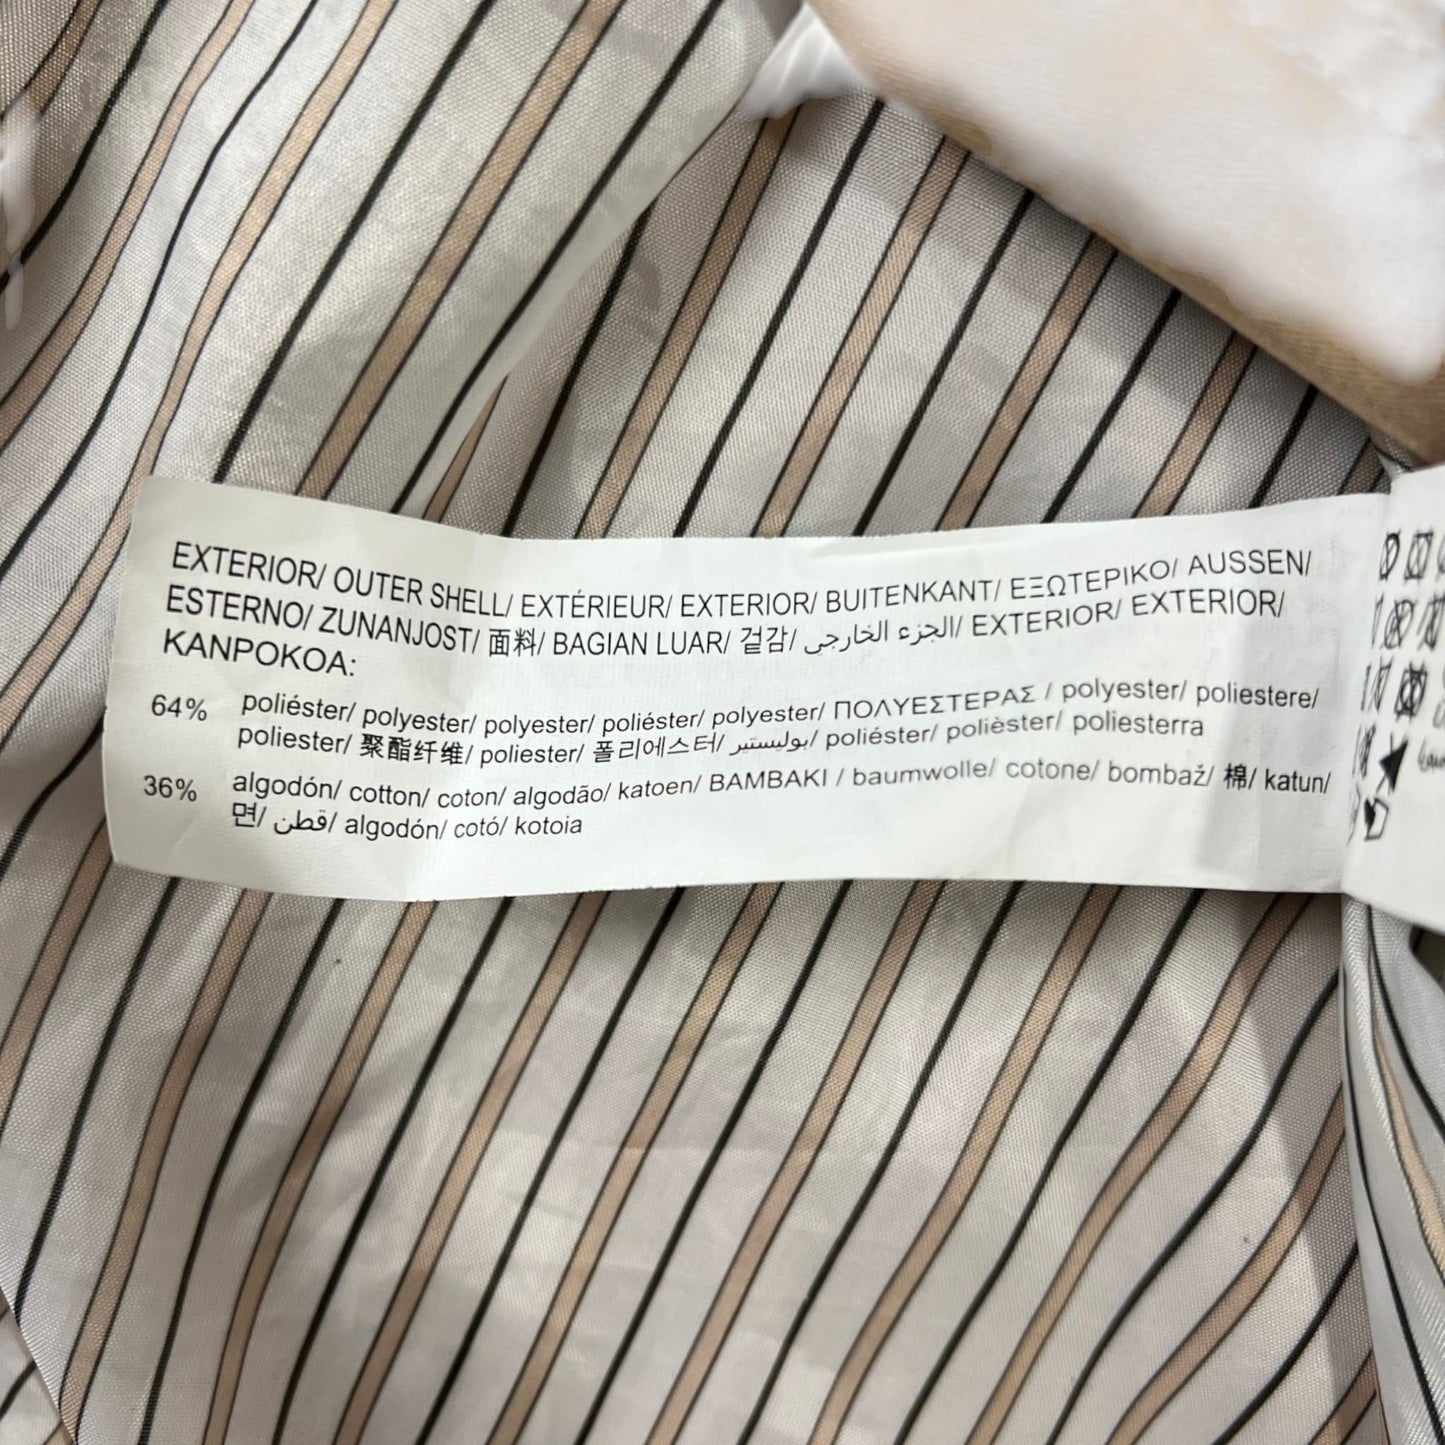 EXTERIOR/ OUTER SHELL/ EXTÉRIEUR/ EXTERIOR/ BUITENKANT/ ΕΞΩΤΕΡΙΚΟ/ AUSSEN/
ESTERNO/ ZUNANJOST/ 面料/ BAGIAN LUAR/ 겉감/ الجزء الخارجي/ EXTERIOR/ EXTERIOR/
KANPOKOA:
64% poliéster/ polyester/ polyester/ poliéster/ polyester/ ΠΟΛΥΕΣΤΕΡΑΣ / polyester/ poliestere/
poliester/ 聚酯纤维/ poliester/ 폴리에스터/ بوليستير/ poliéster/ polièster/ poliesterra
36% algodón/ cotton/ coton/ algodão/ katoen/ ΒΑΜΒΑΚΙ / baumwolle/ cotone/ bombaž/ 棉/ katun/
면/ قطن/ algodón/ cotó/ kotoia